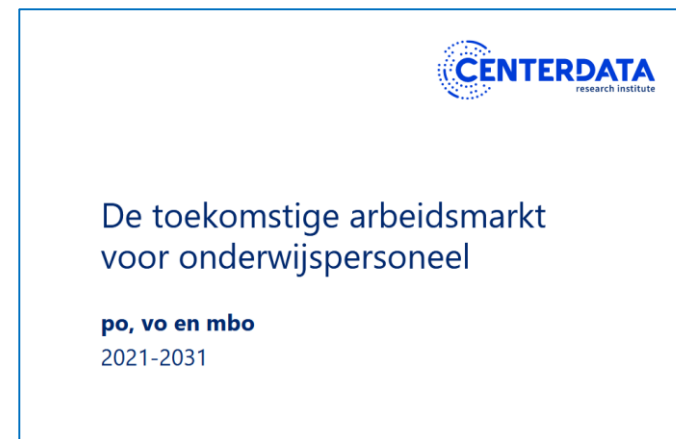 CENTERDATA
research institute
De toekomstige arbeidsmarkt
voor onderwijspersoneel
po, vo en mbo
2021-2031